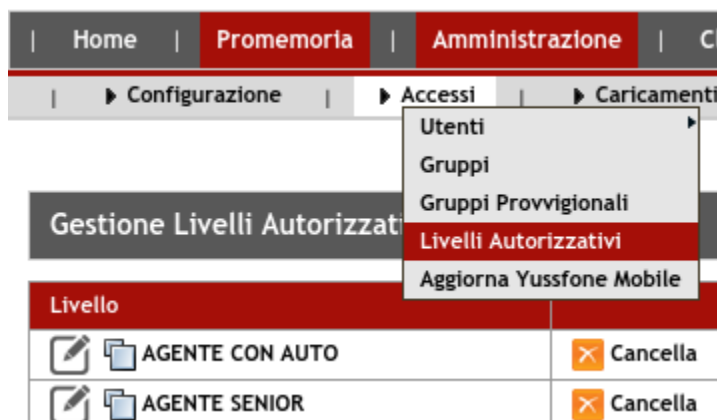 | Home | Promemoria | Amministrazione |
| Configurazione | Accessi | Caricamenti
Utenti
Gruppi
Gruppi Provvigionali
Livelli Autorizzativi
Aggiorna Yussfone Mobile
Gestione Livelli
Livello
AGENTE CON AUTO Cancella
AGENTE SENIOR Cancella